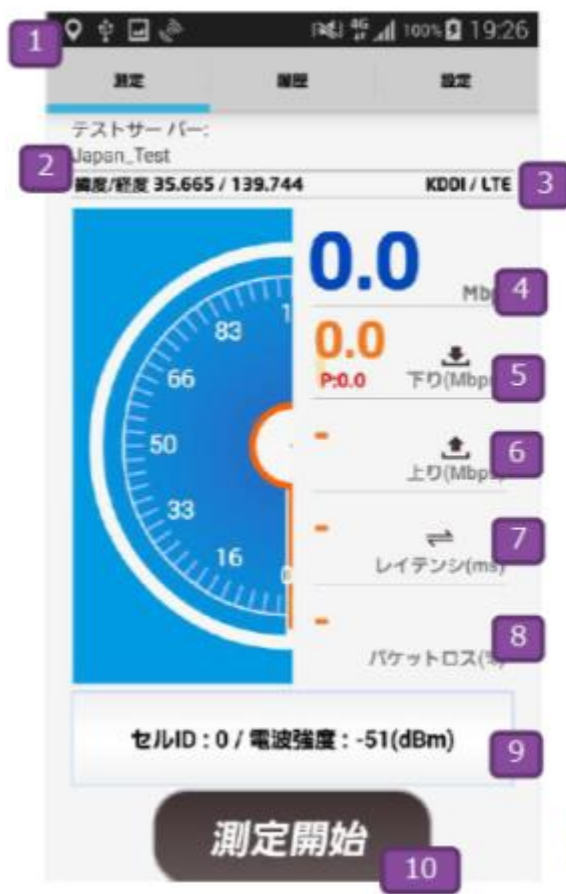 1
4G 100% 19:26
測定 履歴 設定
テストサーバー:
2
Japan_Test
緯度/経度 35.665 / 139.744 KDDI / LTE
3
0.0
4
83
0.0
P:0.0 下り(Mbps
5
66
50
-
上り(Mbps)
6
33
16
0
-
レイテンシ(ms)
7
-
パケットロス(%)
8
セルID : 0 / 電波強度 : -51(dBm)
9
測定開始
10